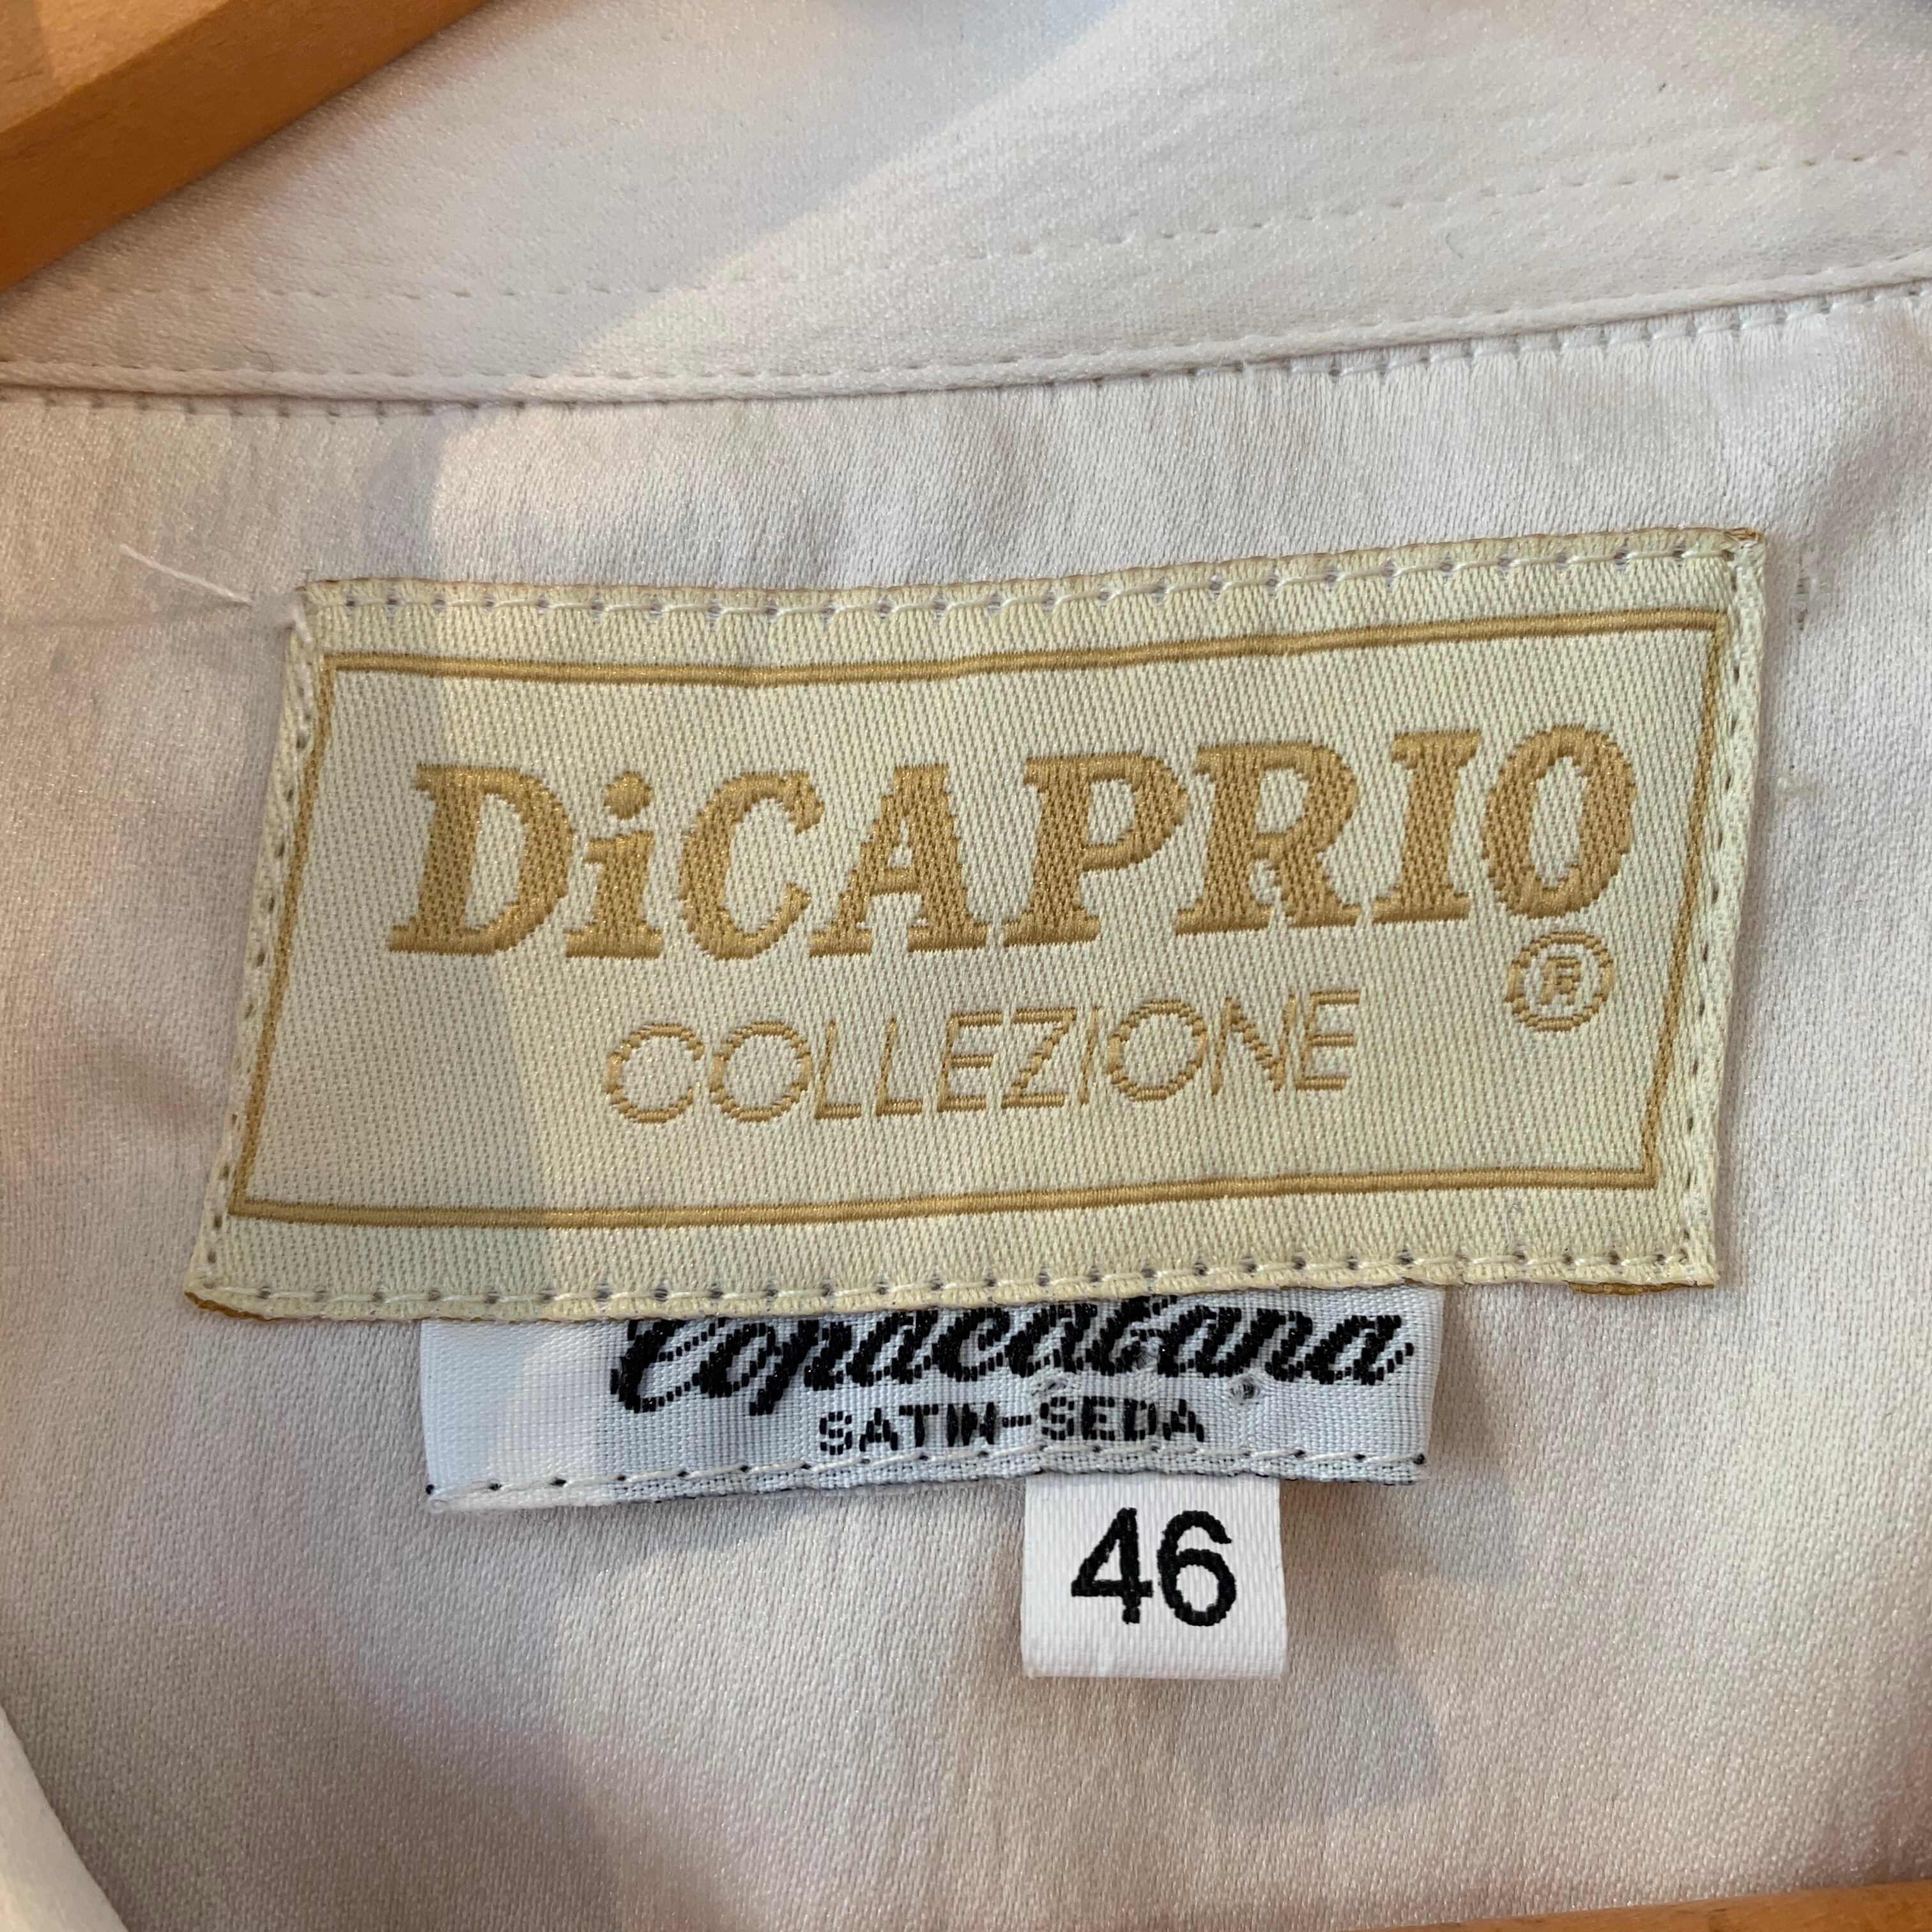 DiCAPRIO
®
COLLEZIONE
Copacabana
SATIN-SEDA
46